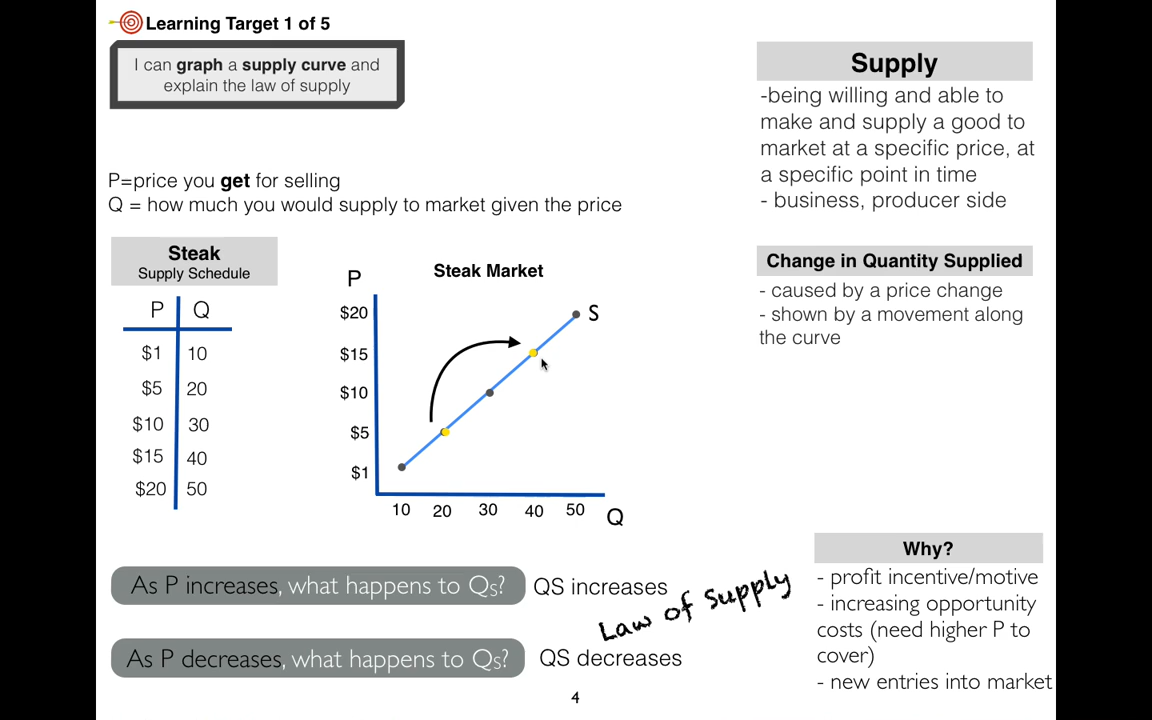 Learning Target 1 of 5
I can graph a supply curve and
explain the law of supply
P=price you get for selling
Q = how much you would supply to market given the price
Steak
Supply Schedule
P Q
$1 10
$5 20
$10 30
$15 40
$20 50
Steak Market
P
$20
$15
$10
$5
$1
S
10 20 30 40 50
Q
As P increases, what happens to Qs? QS increases
Law of Supply
As P decreases, what happens to Qs? QS decreases
Supply
-being willing and able to
make and supply a good to
market at a specific price, at
a specific point in time
- business, producer side
Change in Quantity Supplied
- caused by a price change
- shown by a movement along
the curve
Why?
- profit incentive/motive
- increasing opportunity
costs (need higher P to
cover)
- new entries into market
4